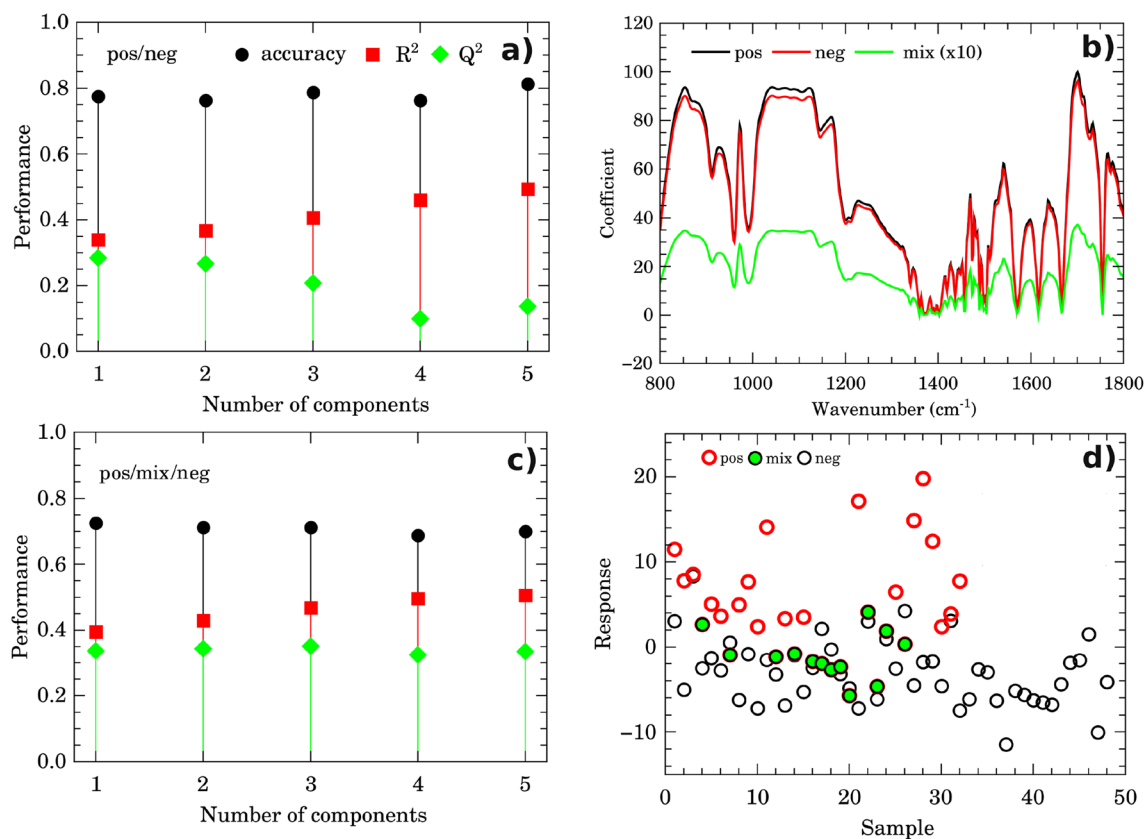 pos/neg
accuracy R² Q²
a)
1.0
0.8
0.6
0.4
0.2
0.0
Performance
1 2 3 4 5
Number of components
pos neg mix (x10)
b)
120
100
80
60
40
20
0
−20
Coefficient
800 1000 1200 1400 1600 1800
Wavenumber (cm⁻¹)
pos/mix/neg
c)
1.0
0.8
0.6
0.4
0.2
0.0
Performance
1 2 3 4 5
Number of components
pos mix neg
d)
20
10
0
−10
Response
0 10 20 30 40 50
Sample